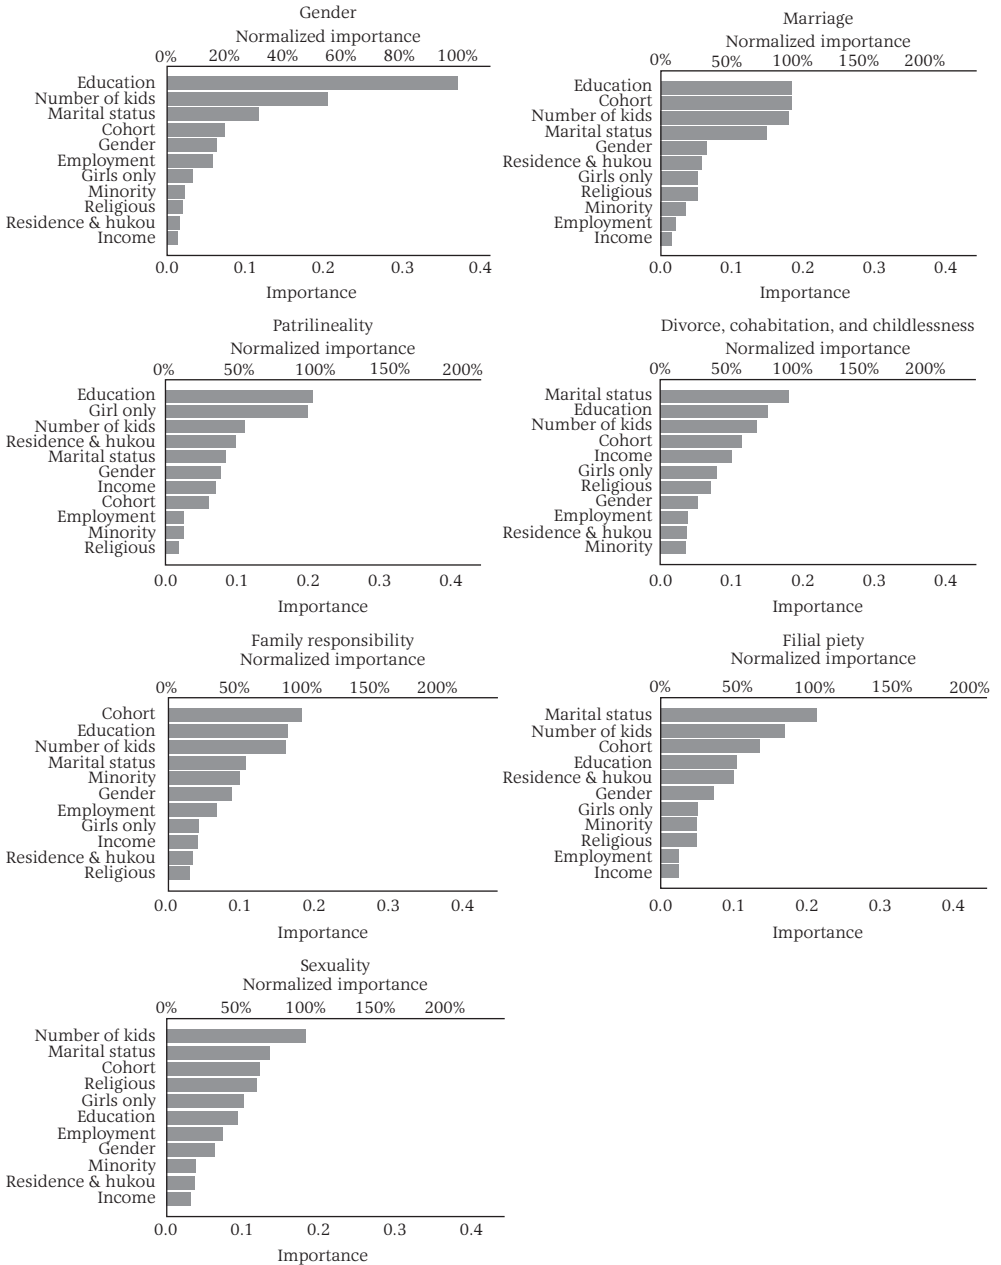 Gender
Normalized importance
0% 20% 40% 60% 80% 100%
Education
Number of kids
Marital status
Cohort
Gender
Employment
Girls only
Minority
Religious
Residence & hukou
Income
0.0 0.1 0.2 0.3 0.4
Importance
Marriage
Normalized importance
0% 50% 100% 150% 200%
Education
Cohort
Number of kids
Marital status
Gender
Residence & hukou
Girls only
Religious
Minority
Employment
Income
0.0 0.1 0.2 0.3 0.4
Importance
Patrilineality
Normalized importance
0% 50% 100% 150% 200%
Education
Girl only
Number of kids
Residence & hukou
Marital status
Gender
Income
Cohort
Employment
Minority
Religious
0.0 0.1 0.2 0.3 0.4
Importance
Divorce, cohabitation, and childlessness
Normalized importance
0% 50% 100% 150% 200%
Marital status
Education
Number of kids
Cohort
Income
Girls only
Religious
Gender
Employment
Residence & hukou
Minority
0.0 0.1 0.2 0.3 0.4
Importance
Family responsibility
Normalized importance
0% 50% 100% 150% 200%
Cohort
Education
Number of kids
Marital status
Minority
Gender
Employment
Girls only
Income
Residence & hukou
Religious
0.0 0.1 0.2 0.3 0.4
Importance
Filial piety
Normalized importance
0% 50% 100% 150% 200%
Marital status
Number of kids
Cohort
Education
Residence & hukou
Gender
Girls only
Minority
Religious
Employment
Income
0.0 0.1 0.2 0.3 0.4
Importance
Sexuality
Normalized importance
0% 50% 100% 150% 200%
Number of kids
Marital status
Cohort
Religious
Girls only
Education
Employment
Gender
Minority
Residence & hukou
Income
0.0 0.1 0.2 0.3 0.4
Importance